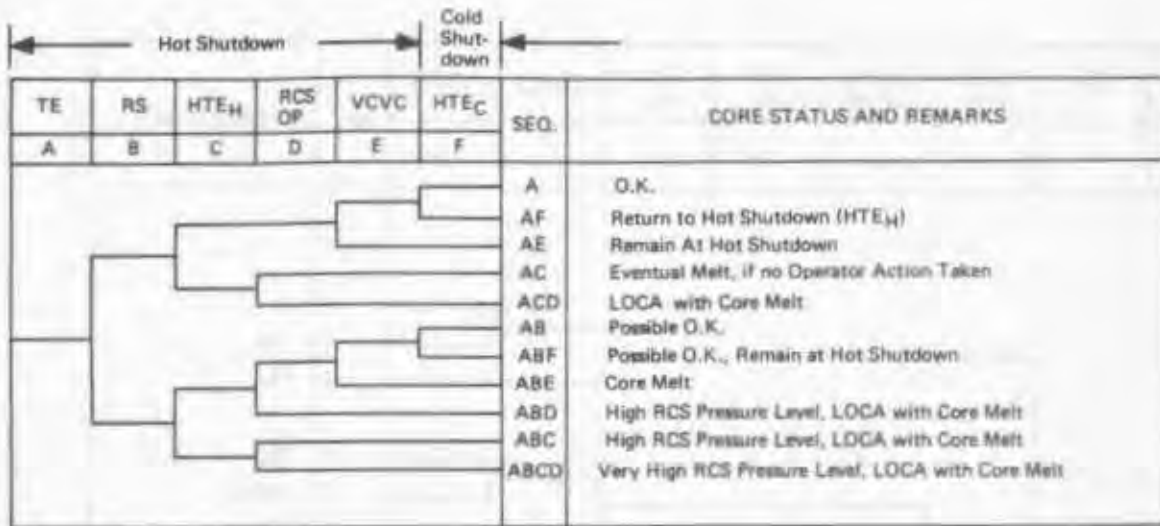 Hot Shutdown
Cold
Shut-
down
TE RS HTEH RCS OP VCVC HTEC SEQ. CORE STATUS AND REMARKS
A B C D E F
A O.K.
AF Return to Hot Shutdown (HTEH)
AE Remain At Hot Shutdown
AC Eventual Melt, if no Operator Action Taken
ACD LOCA with Core Melt
AB Possible O.K.
ABF Possible O.K., Remain at Hot Shutdown
ABE Core Melt
ABD High RCS Pressure Level, LOCA with Core Melt
ABC High RCS Pressure Level, LOCA with Core Melt
ABCD Very High RCS Pressure Level, LOCA with Core Melt